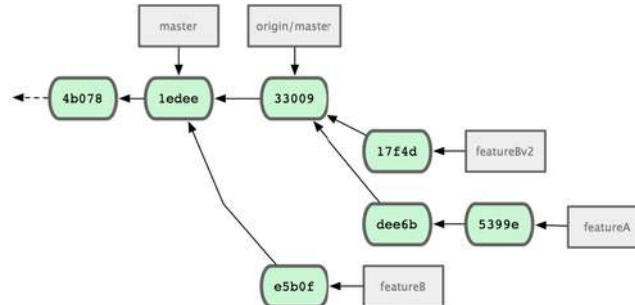 master
origin/master
4b078
1edee
33009
17f4d
featureBv2
dee6b
5399e
featureA
e5b0f
featureB